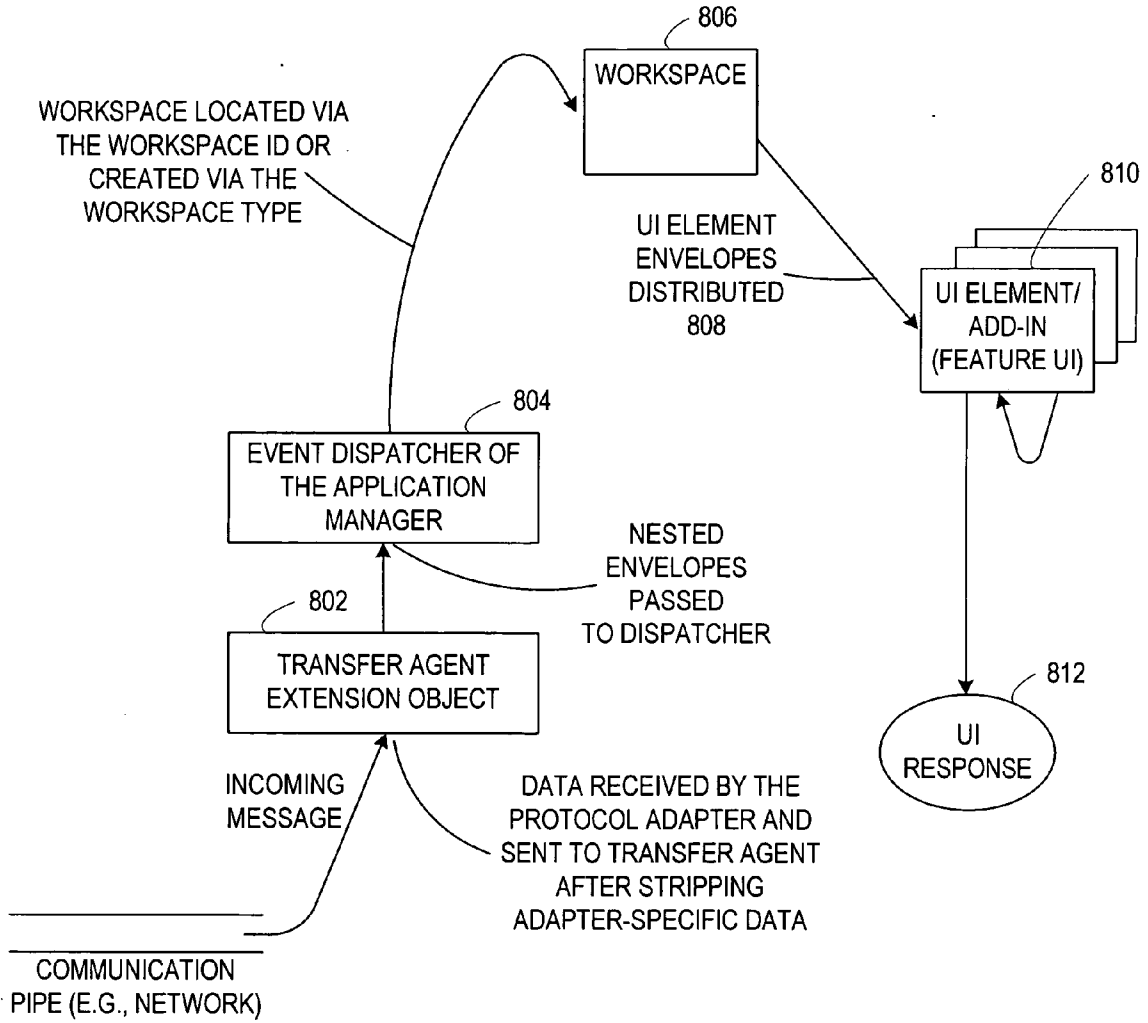 806
WORKSPACE
WORKSPACE LOCATED VIA
THE WORKSPACE ID OR
CREATED VIA THE
WORKSPACE TYPE
810
UI ELEMENT
ENVELOPES
DISTRIBUTED
808
UI ELEMENT/
ADD-IN
(FEATURE UI)
804
EVENT DISPATCHER OF
THE APPLICATION
MANAGER
NESTED
ENVELOPES
PASSED
TO DISPATCHER
802
TRANSFER AGENT
EXTENSION OBJECT
812
UI
RESPONSE
INCOMING
MESSAGE
DATA RECEIVED BY THE
PROTOCOL ADAPTER AND
SENT TO TRANSFER AGENT
AFTER STRIPPING
ADAPTER-SPECIFIC DATA
COMMUNICATION
PIPE (E.G., NETWORK)